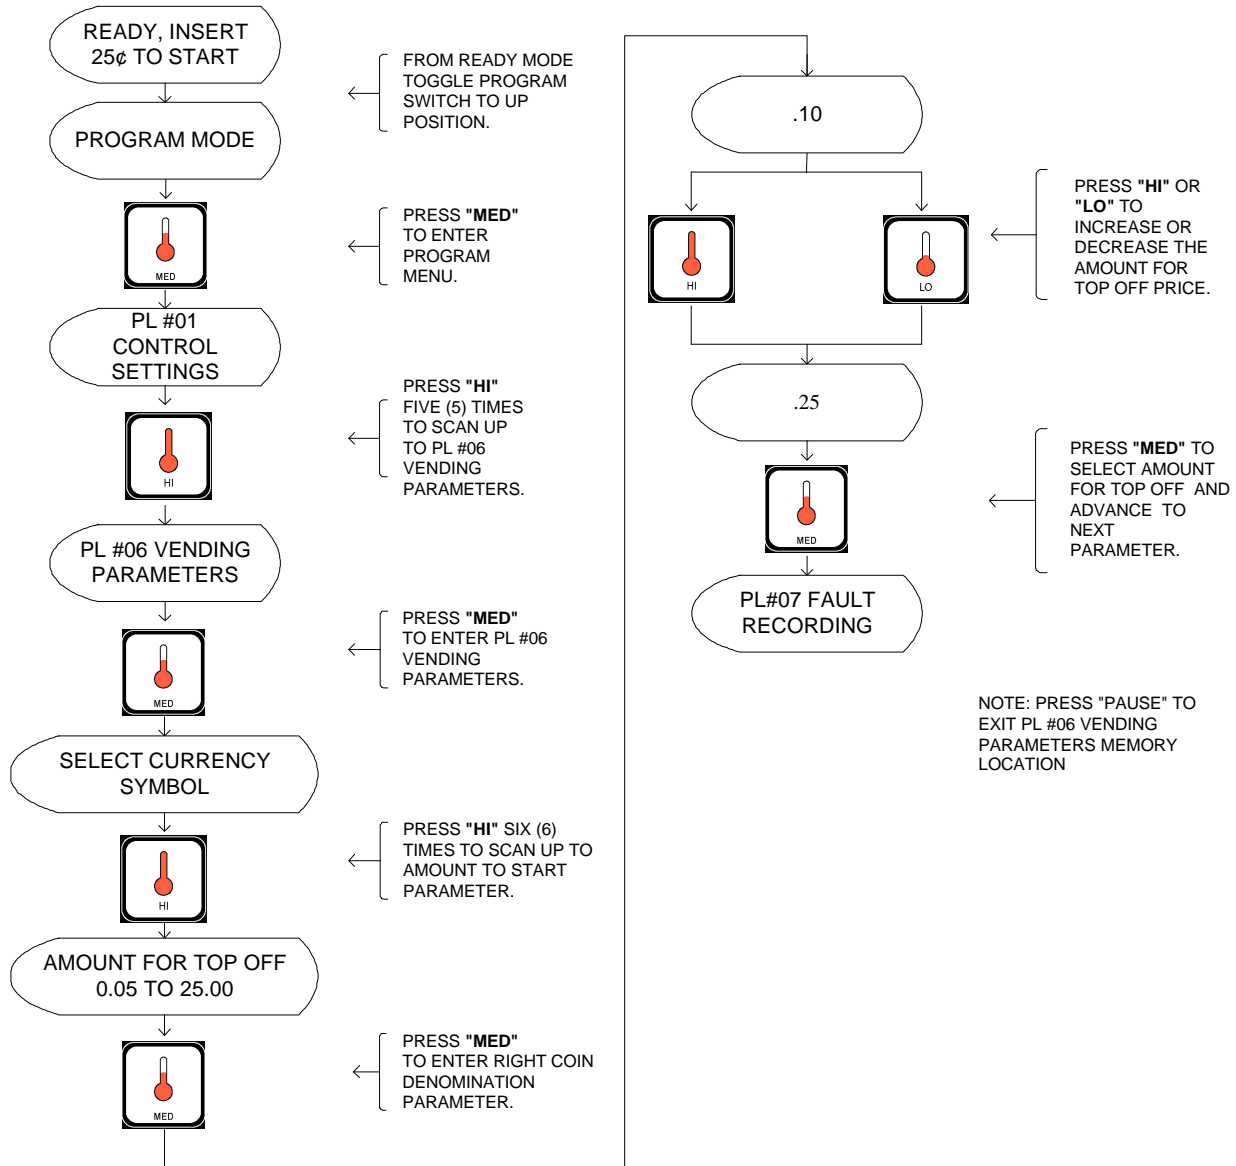 READY, INSERT
25¢ TO START
FROM READY MODE
TOGGLE PROGRAM
SWITCH TO UP
POSITION.
PROGRAM MODE
MED
PRESS "MED"
TO ENTER
PROGRAM
MENU.
PL #01
CONTROL
SETTINGS
HI
PRESS "HI"
FIVE (5) TIMES
TO SCAN UP
TO PL #06
VENDING
PARAMETERS.
PL #06 VENDING
PARAMETERS
MED
PRESS "MED"
TO ENTER PL #06
VENDING
PARAMETERS.
SELECT CURRENCY
SYMBOL
HI
PRESS "HI" SIX (6)
TIMES TO SCAN UP TO
AMOUNT TO START
PARAMETER.
AMOUNT FOR TOP OFF
0.05 TO 25.00
MED
PRESS "MED"
TO ENTER RIGHT COIN
DENOMINATION
PARAMETER.
.10
HI
LO
PRESS "HI" OR
"LO" TO
INCREASE OR
DECREASE THE
AMOUNT FOR
TOP OFF PRICE.
.25
MED
PRESS "MED" TO
SELECT AMOUNT
FOR TOP OFF AND
ADVANCE TO
NEXT
PARAMETER.
PL#07 FAULT
RECORDING
NOTE: PRESS "PAUSE" TO
EXIT PL #06 VENDING
PARAMETERS MEMORY
LOCATION